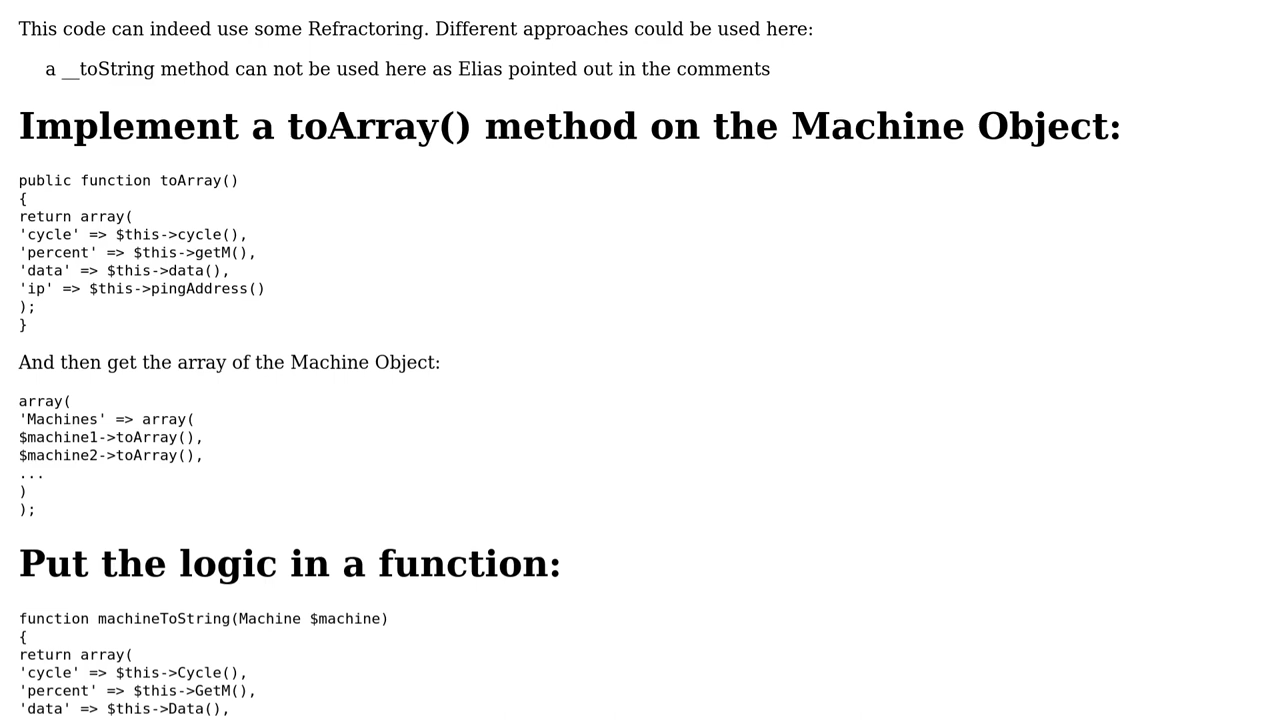 This code can indeed use some Refractoring. Different approaches could be used here:
a __toString method can not be used here as Elias pointed out in the comments
Implement a toArray() method on the Machine Object:
public function toArray()
{
return array(
'cycle' => $this->cycle(),
'percent' => $this->getM(),
'data' => $this->data(),
'ip' => $this->pingAddress()
);
}
And then get the array of the Machine Object:
array(
'Machines' => array(
$machine1->toArray(),
$machine2->toArray(),
...
)
);
Put the logic in a function:
function machineToString(Machine $machine)
{
return array(
'cycle' => $this->Cycle(),
'percent' => $this->GetM(),
'data' => $this->Data(),